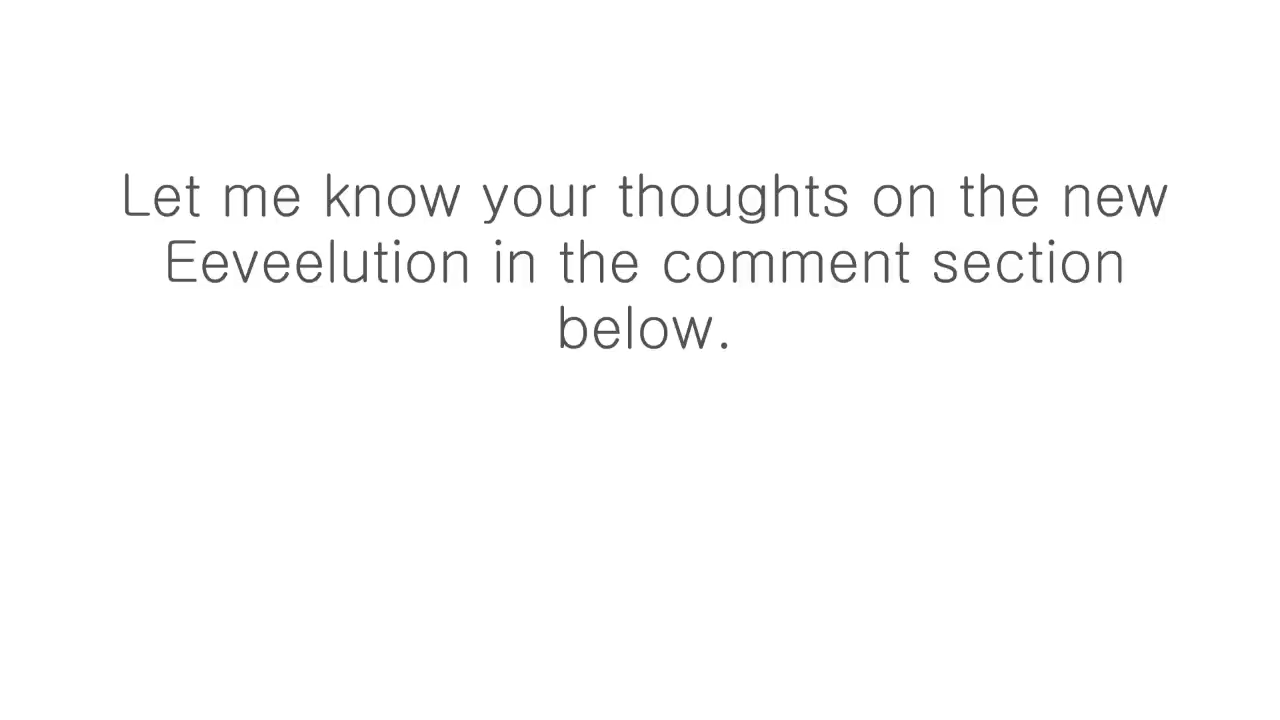 Let me know your thoughts on the new
Eeveelution in the comment section
below.